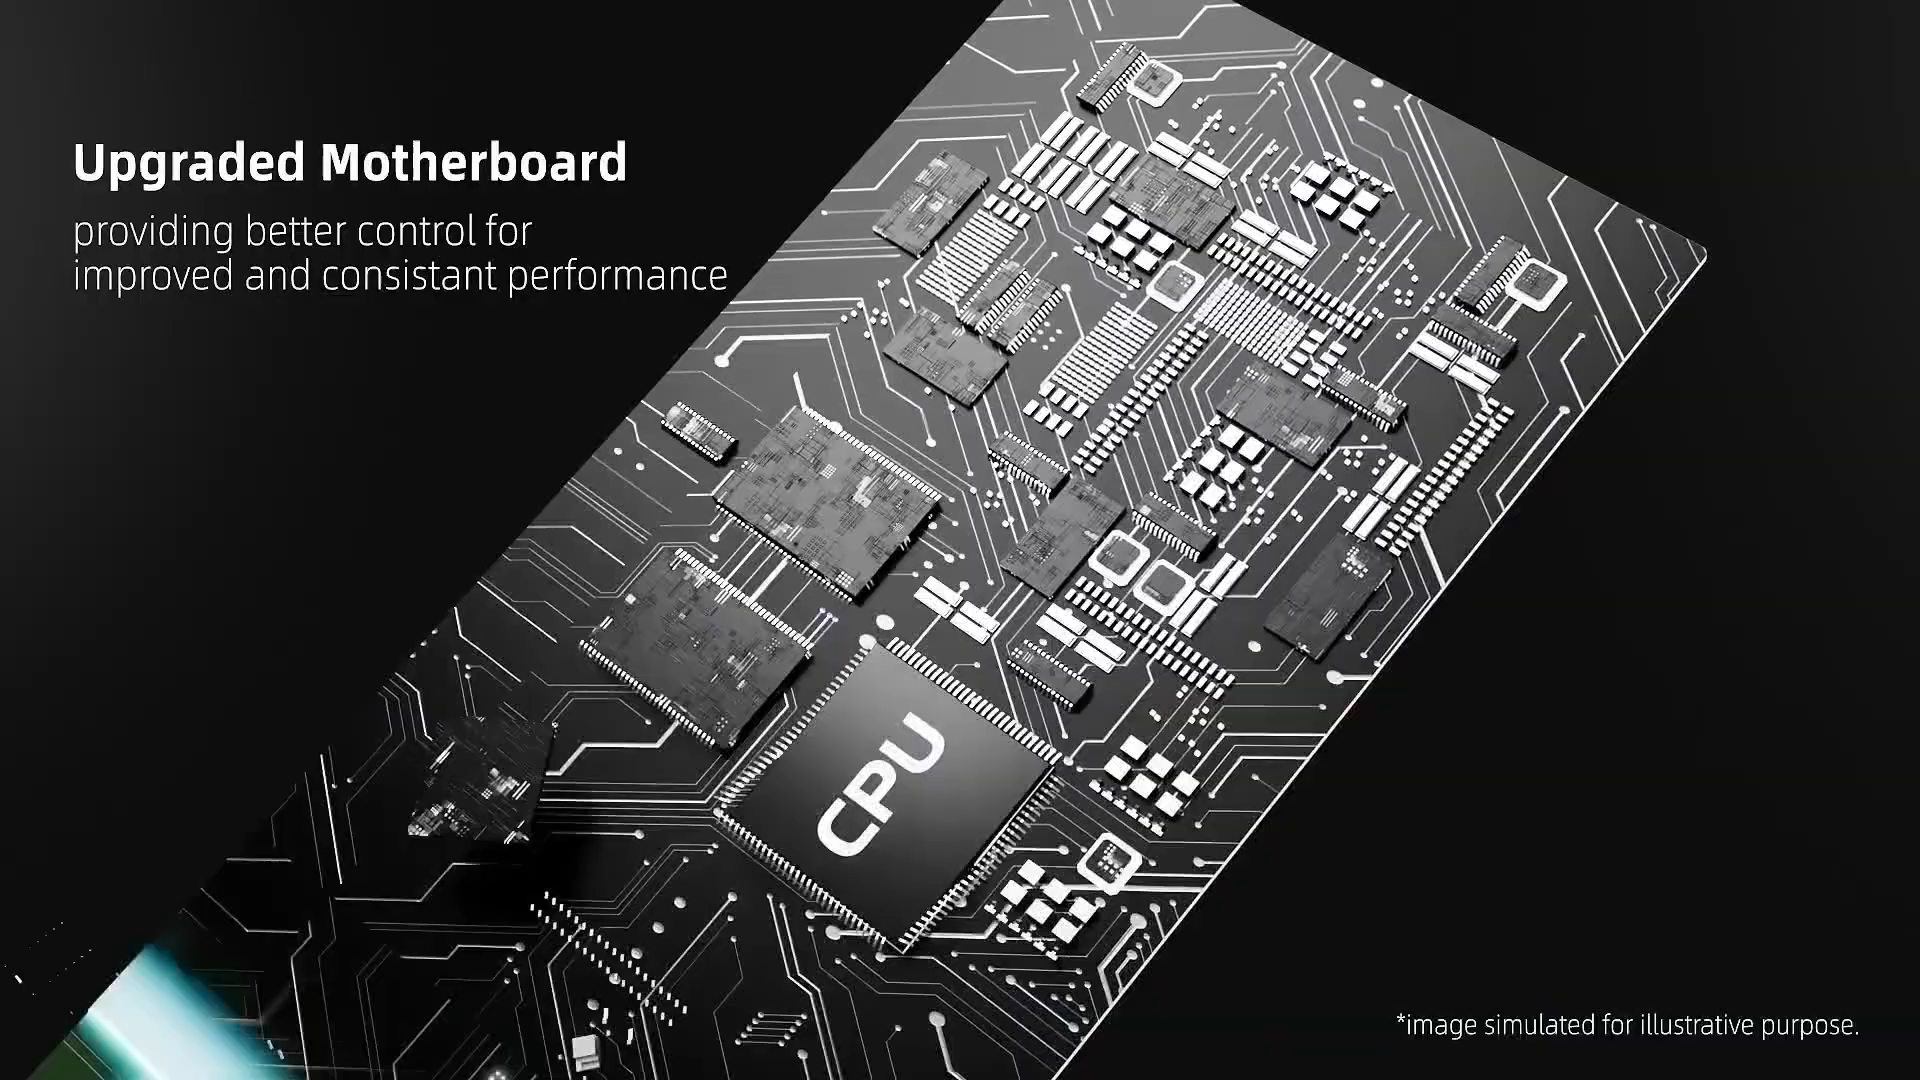 Upgraded Motherboard
providing better control for
improved and consistant performance
CPU
*image simulated for illustrative purpose.